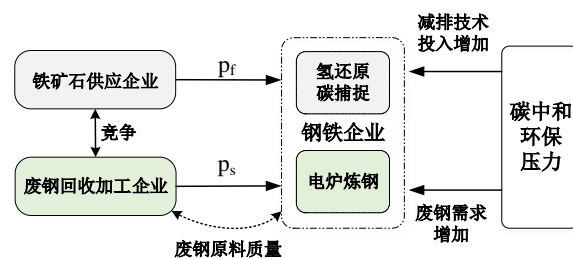 铁矿石供应企业
p_f
竞争
废钢回收加工企业
p_s
废钢原料质量
氢还原
碳捕捉
钢铁企业
电炉炼钢
减排技术
投入增加
废钢需求
增加
碳中和
环保
压力